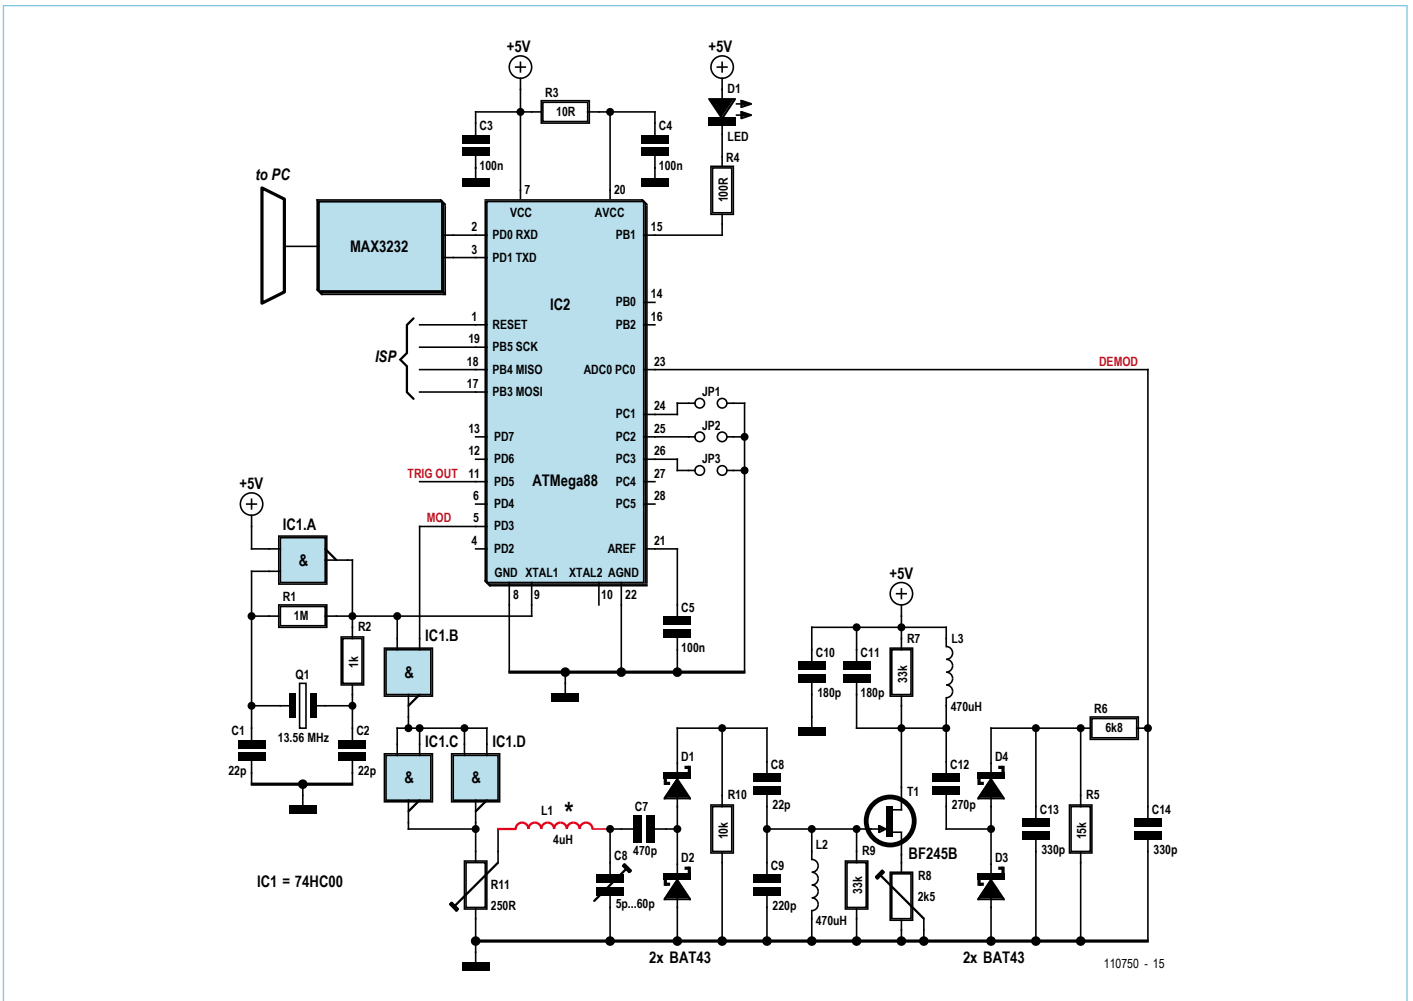 +5V
+5V
R3
10R
C3
100n
C4
100n
D1
LED
R4
100R
to PC
MAX3232
7
VCC
20
AVCC
2
PD0 RXD
3
PD1 TXD
15
PB1
IC2
14
PB0
16
PB2
ISP
1
RESET
19
PB5 SCK
18
PB4 MISO
17
PB3 MOSI
23
ADC0 PC0
DEMOD
24
PC1
JP1
25
PC2
JP2
26
PC3
JP3
27
PC4
28
PC5
13
PD7
12
PD6
TRIG OUT
11
PD5
ATMega88
6
PD4
MOD
5
PD3
4
PD2
21
AREF
GND
XTAL1
XTAL2
AGND
8
9
10
22
C5
100n
+5V
IC1.A
&
R1
1M
R2
1k
Q1
13.56 MHz
C1
22p
C2
22p
IC1.B
&
IC1.C
&
IC1.D
&
IC1 = 74HC00
R11
250R
L1
*
4uH
C8
5p...60p
C7
470p
D1
D2
2x BAT43
R10
10k
C8
22p
C9
220p
L2
470uH
R9
33k
+5V
C10
180p
C11
180p
R7
33k
L3
470uH
T1
BF245B
R8
2k5
C12
270p
D4
D3
2x BAT43
C13
330p
R5
15k
R6
6k8
C14
330p
110750 - 15